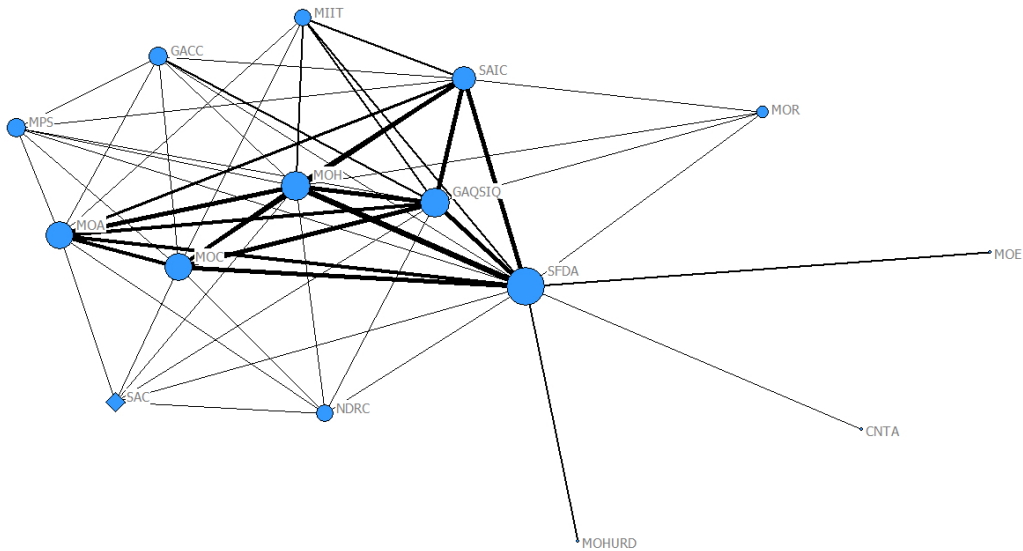 MIIT
GACC
SAIC
MOR
MPS
MOH
GAQSIQ
MOA
MOC
MOE
SFDA
SAC
NDRC
CNTA
MOHURD